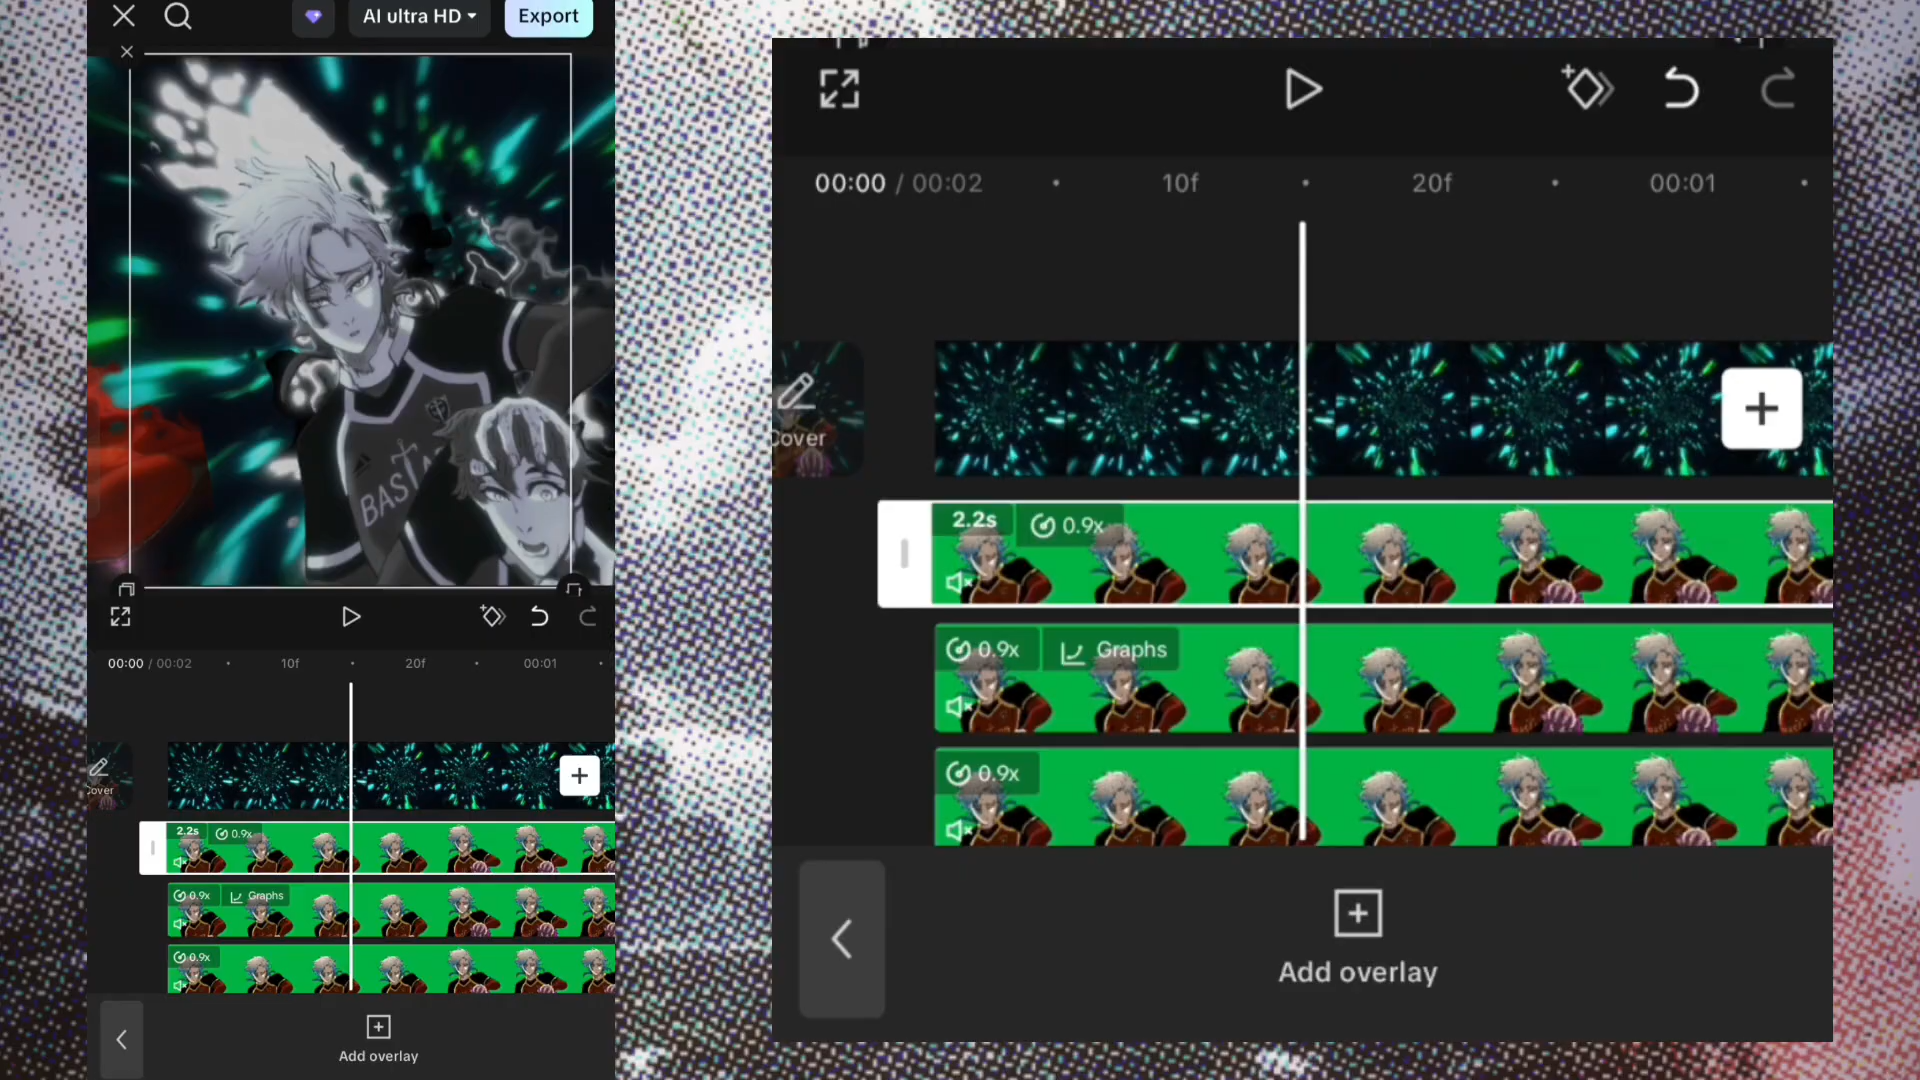 AI ultra HD
Export
BAST
00:00 / 00:02
10f
20f
00:01
Cover
2.2s
0.9x
0.9x
Graphs
0.9x
Add overlay
00:00 / 00:02
10f
20f
00:01
Cover
2.2s
0.9x
0.9x
Graphs
0.9x
Add overlay